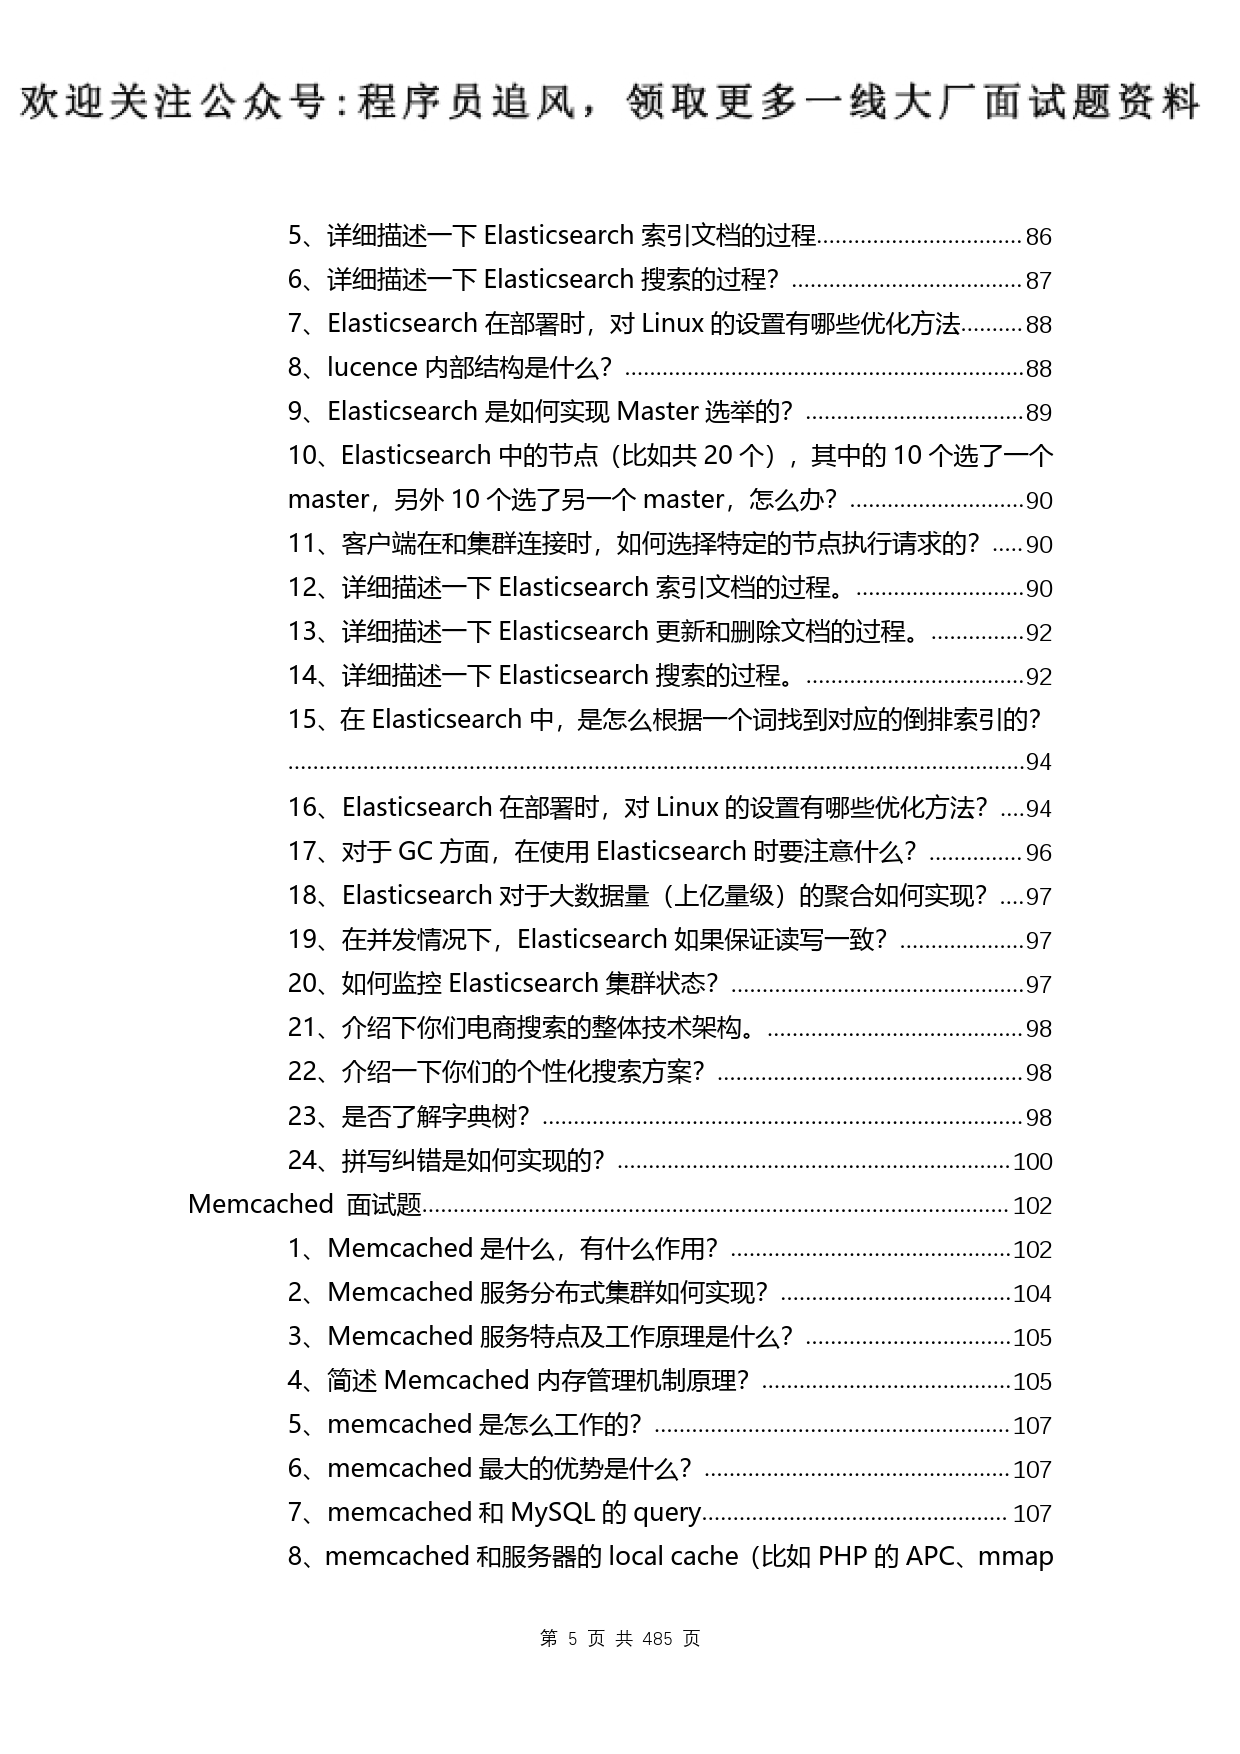 欢迎关注公众号:程序员追风，领取更多一线大厂面试题资料
5、详细描述一下 Elasticsearch 索引文档的过程.................................86
6、详细描述一下 Elasticsearch 搜索的过程？.....................................87
7、Elasticsearch 在部署时，对 Linux 的设置有哪些优化方法..........88
8、lucence 内部结构是什么？................................................................88
9、Elasticsearch 是如何实现 Master 选举的？...................................89
10、Elasticsearch 中的节点（比如共 20 个），其中的 10 个选了一个
master，另外 10 个选了另一个 master，怎么办？............................90
11、客户端在和集群连接时，如何选择特定的节点执行请求的？.....90
12、详细描述一下 Elasticsearch 索引文档的过程。...........................90
13、详细描述一下 Elasticsearch 更新和删除文档的过程。...............92
14、详细描述一下 Elasticsearch 搜索的过程。...................................92
15、在 Elasticsearch 中，是怎么根据一个词找到对应的倒排索引的？
......................................................................................................................94
16、Elasticsearch 在部署时，对 Linux 的设置有哪些优化方法？....94
17、对于 GC 方面，在使用 Elasticsearch 时要注意什么？...............96
18、Elasticsearch 对于大数据量（上亿量级）的聚合如何实现？....97
19、在并发情况下，Elasticsearch 如果保证读写一致？....................97
20、如何监控 Elasticsearch 集群状态？...............................................97
21、介绍下你们电商搜索的整体技术架构。.........................................98
22、介绍一下你们的个性化搜索方案？.................................................98
23、是否了解字典树？.............................................................................98
24、拼写纠错是如何实现的？...............................................................100
Memcached 面试题..............................................................................................102
1、Memcached 是什么，有什么作用？.............................................102
2、Memcached 服务分布式集群如何实现？.....................................104
3、Memcached 服务特点及工作原理是什么？.................................105
4、简述 Memcached 内存管理机制原理？........................................105
5、memcached 是怎么工作的？.........................................................107
6、memcached 最大的优势是什么？.................................................107
7、memcached 和 MySQL 的 query.................................................107
8、memcached 和服务器的 local cache（比如 PHP 的 APC、mmap
第 5 页 共 485 页